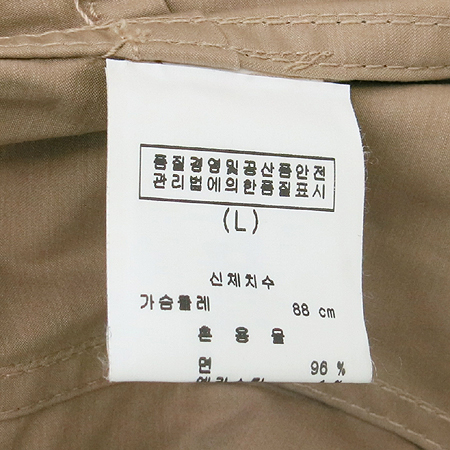 품질경영및공산품안전
관리법에의한품질표시
(L)
신체치수
가슴둘레 88 cm
혼용율
면 96 %